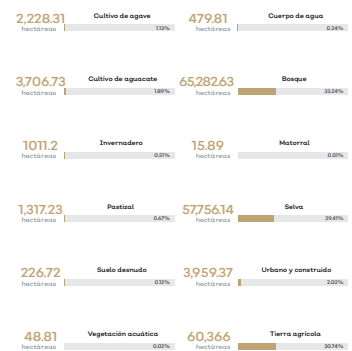 2,228.31
hectáreas
Cultivo de agave
1.13%
479.81
hectáreas
Cuerpo de agua
0.24%
3,706.73
hectáreas
Cultivo de aguacate
1.89%
65,282.63
hectáreas
Bosque
33.24%
1011.2
hectáreas
Invernadero
0.51%
15.89
hectáreas
Matorral
0.01%
1,317.23
hectáreas
Pastizal
0.67%
57,756.14
hectáreas
Selva
29.41%
226.72
hectáreas
Suelo desnudo
0.12%
3,959.37
hectáreas
Urbano y construido
2.02%
48.81
hectáreas
Vegetación acuática
0.02%
60,366
hectáreas
Tierra agrícola
30.74%